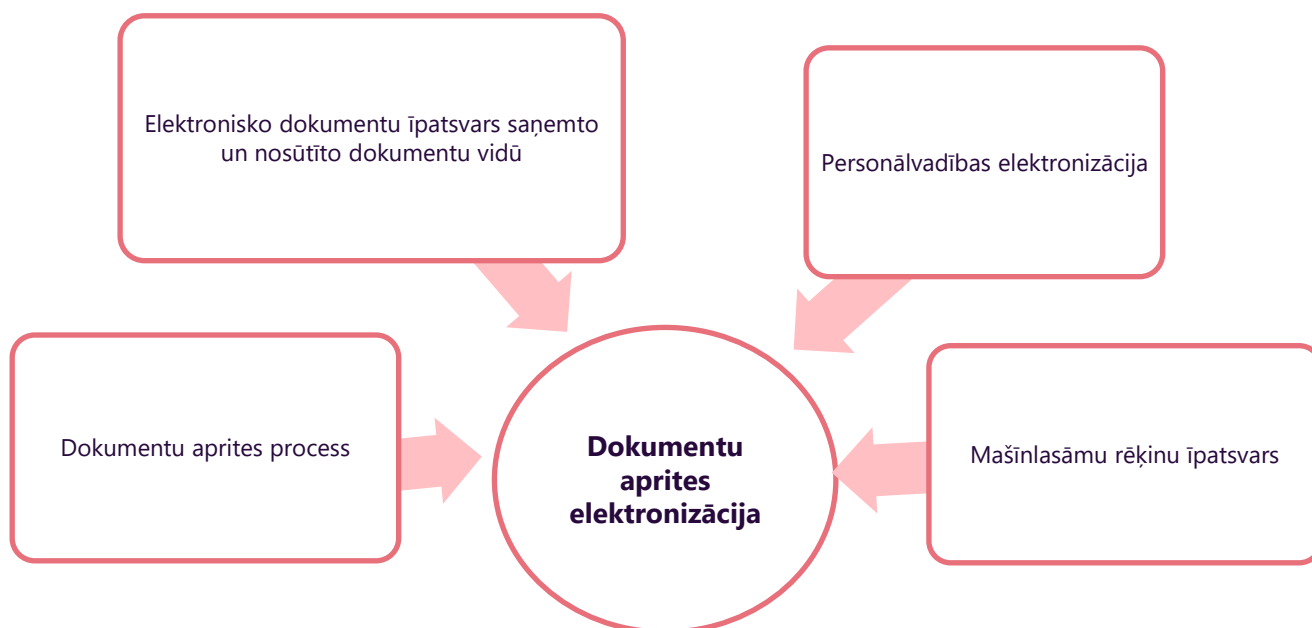 Elektronisko dokumentu īpatsvars saņemto
un nosūtīto dokumentu vidū
Personālvadības elektronizācija
Dokumentu aprites process
Dokumentu
aprites
elektronizācija
Mašīnlasāmu rēķinu īpatsvars